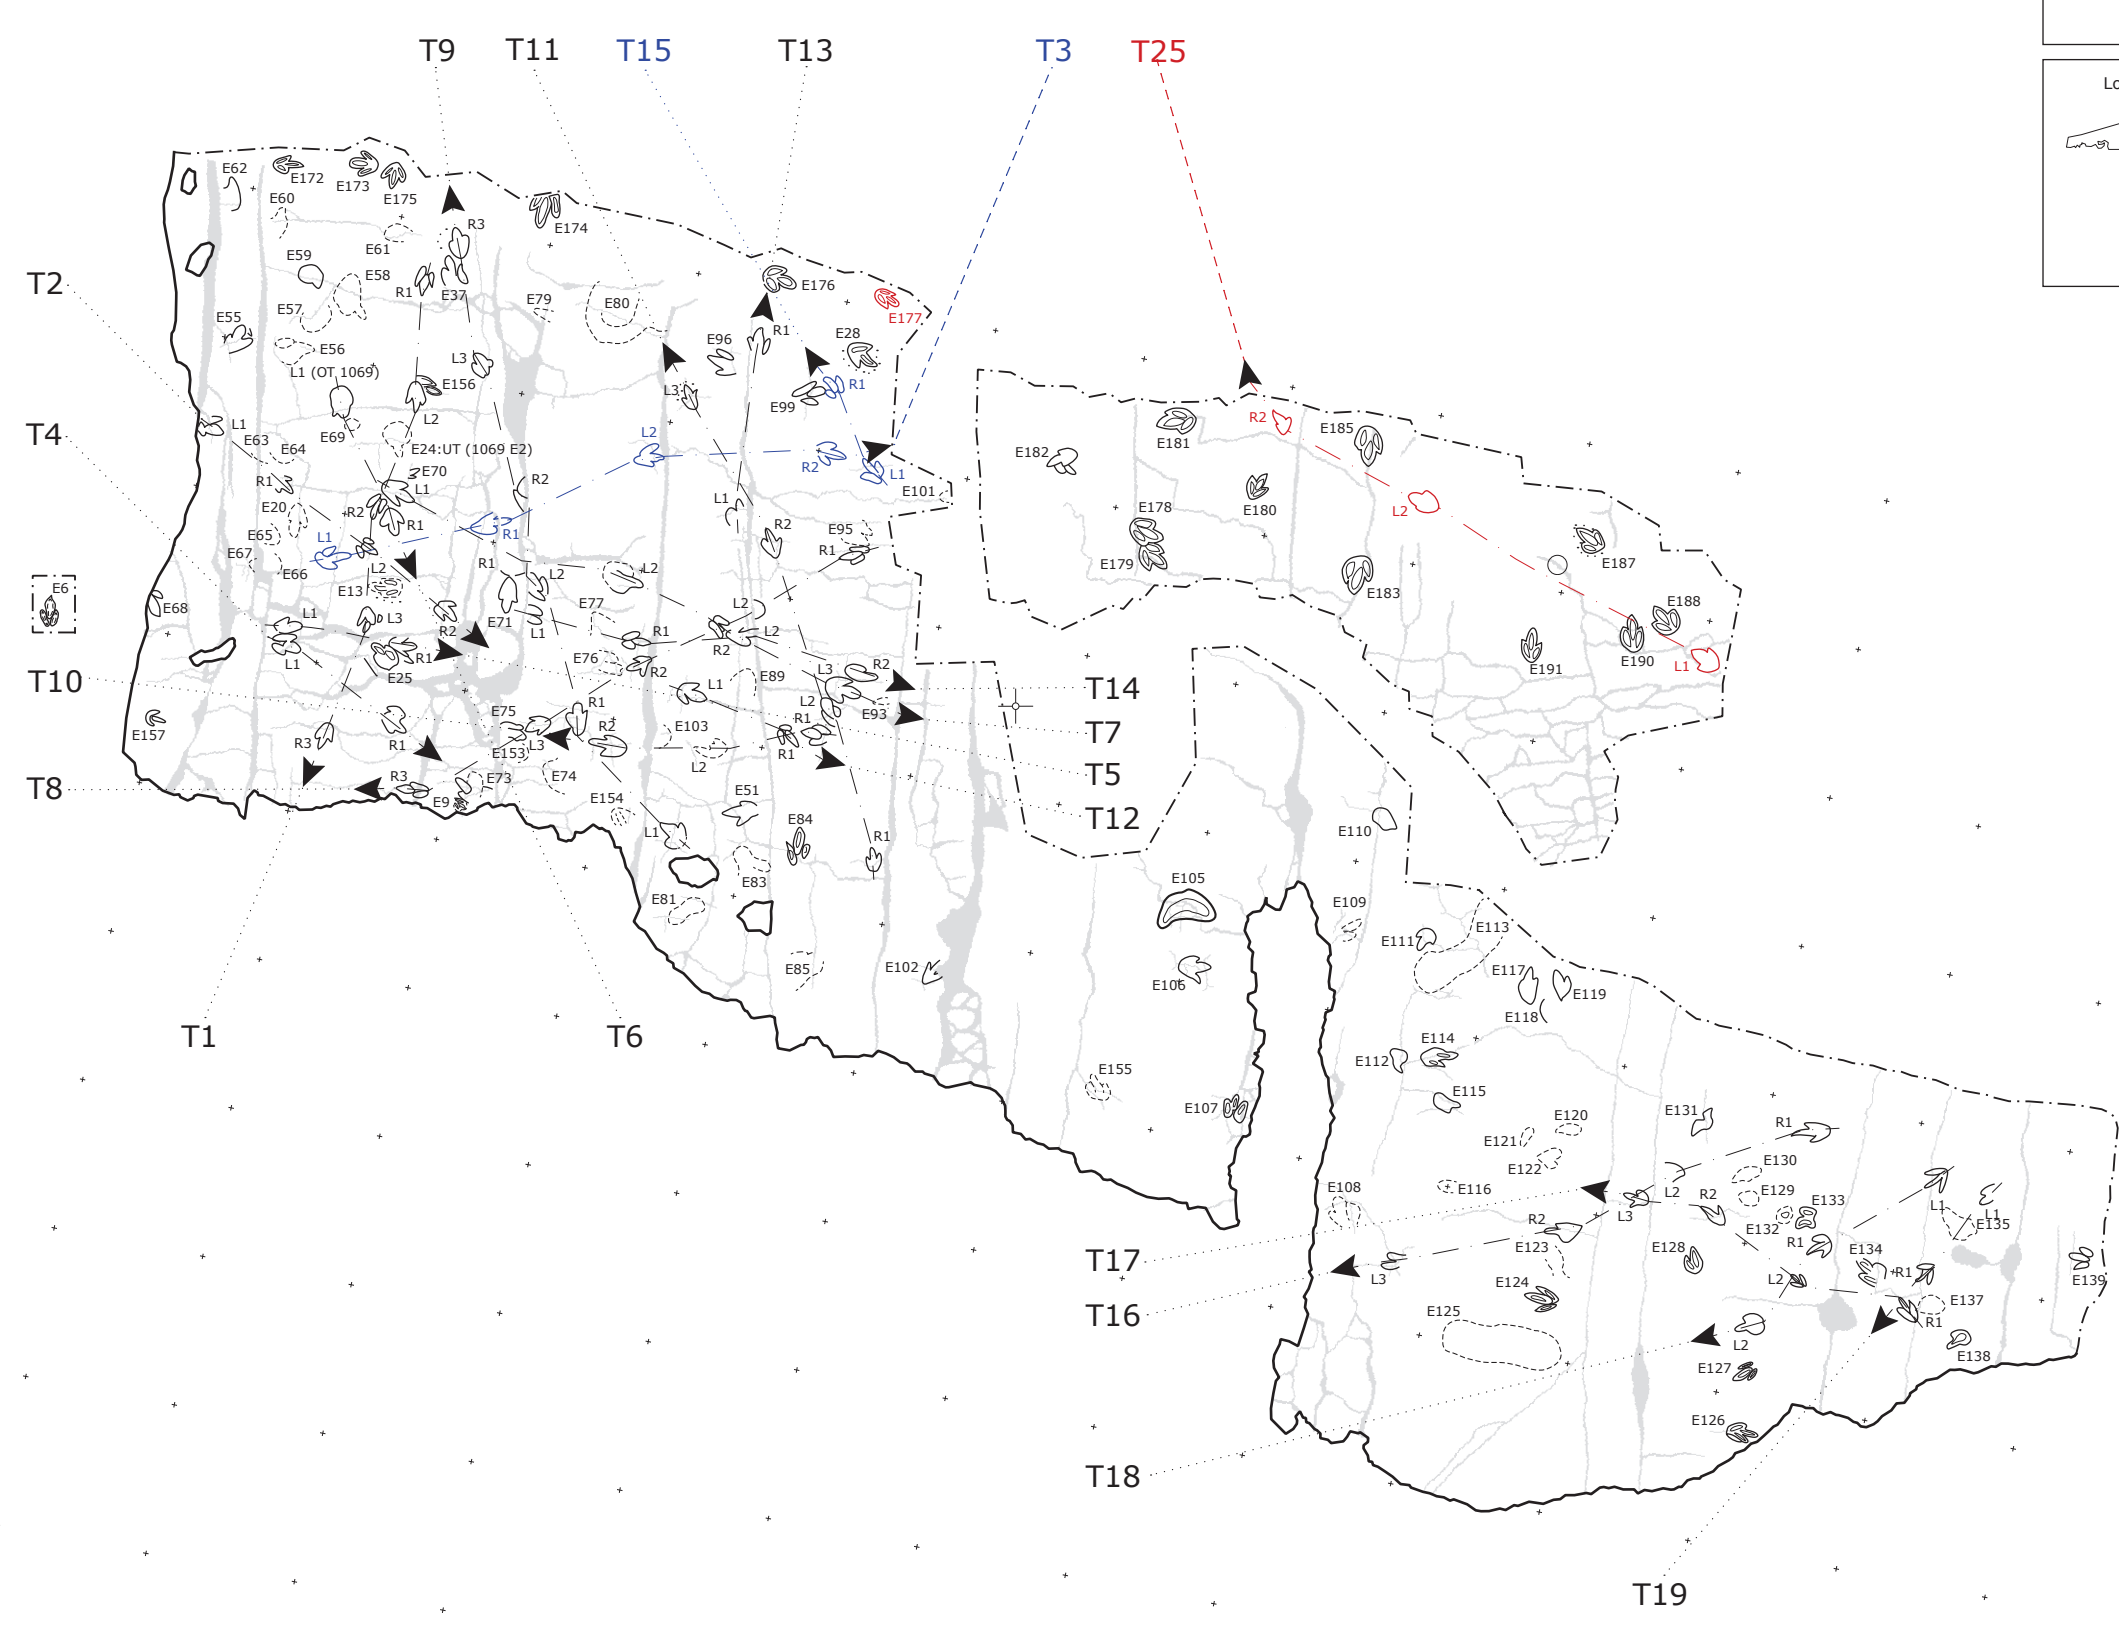 T9 T11 T15 T13 T3 T25
Lo
E62 E172 E173 E175
E60 E61 R3 E174
E59 E58 R1 E37 E79 E80 E176
T2
E57 E177
E55 E56 E96 R1 E28
L1 (OT 1069) L3 E156 L3 R1
E99
L2
T4
L1 E69 E63 E64 E24:UT (1069 E2) L2 R2 L1
E182 E181 R2 E185
R1 E70 L1 R2 L1 E101
E20 R2 R1 L2 E180 E178
E65 L1 R1 R2 E95 R1
E67 E66 L2 R1 L2 L2 E179 E187
E6 E13 E183
E68 L1 L3 R2 E71 L1 E77 R1 L2 L2 E188
R2
L1 R1 E76 E191 E190 L1
E25 R2 L1 E89 L3 R2
T10
T14
E157 R3 R1 E75 R1 L2 E93
R2 E103 R1
T7
E153 L3 L2 R1
T5
T8
R3 E9 E73 E74
T12
E154 E51
L1 E84 R1 E110
E83 E105
E81 E109 E113
E111
E85 E102 E106 E117 E119
E118
T1 T6
E112 E114
E155 E115
E107 E120 E131 R1
E121
E122 E130
E108 E116 L2 R2 E129 E133 L1 L1
R2 L3 E132 E135
T17
E123 R1
L3 E128 E134 R1 E139
L2
T16
E124 E125 E137
R1
L2 E138
E127
E126
T18
T19